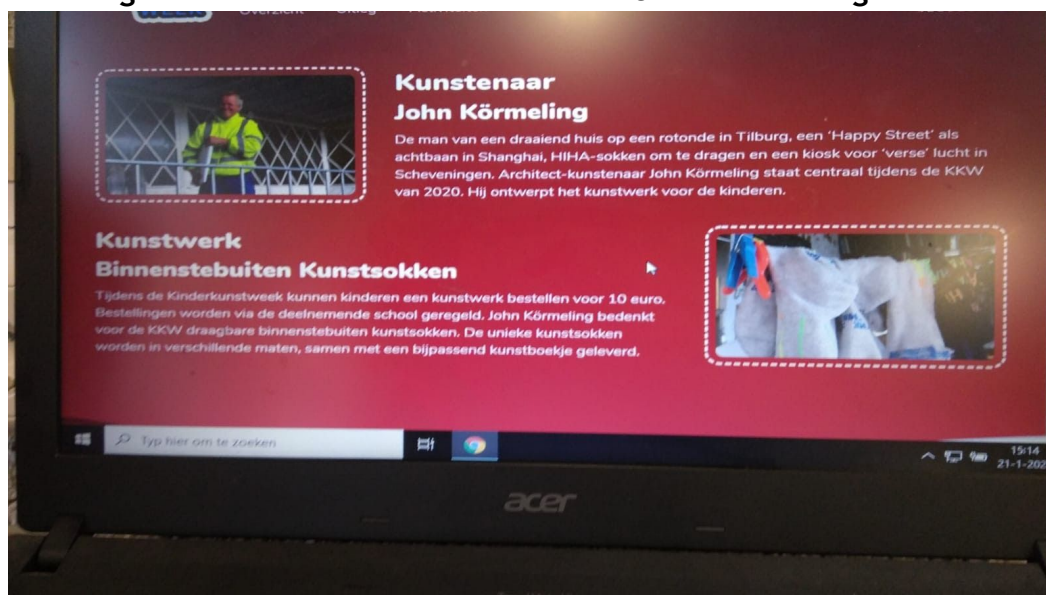 WEEK Overzicht
Kunstenaar
John Körmeling
De man van een draaiend huis op een rotonde in Tilburg, een ‘Happy Street’ als
achtbaan in Shanghai, HIHA-sokken om te dragen en een kiosk voor ‘verse’ lucht in
Scheveningen. Architect-kunstenaar John Körmeling staat centraal tijdens de KKW
van 2020. Hij ontwerpt het kunstwerk voor de kinderen.
Kunstwerk
Binnenstebuiten Kunstsokken
Tijdens de Kinderkunstweek kunnen kinderen een kunstwerk bestellen voor 10 euro.
Bestellingen worden via de deelnemende school geregeld. John Körmeling bedenkt
voor de KKW draagbare binnenstebuiten kunstsokken. De unieke kunstsokken
worden in verschillende maten, samen met een bijpassend kunstboekje geleverd.
Typ hier om te zoeken
15:14
21-1-202
acer